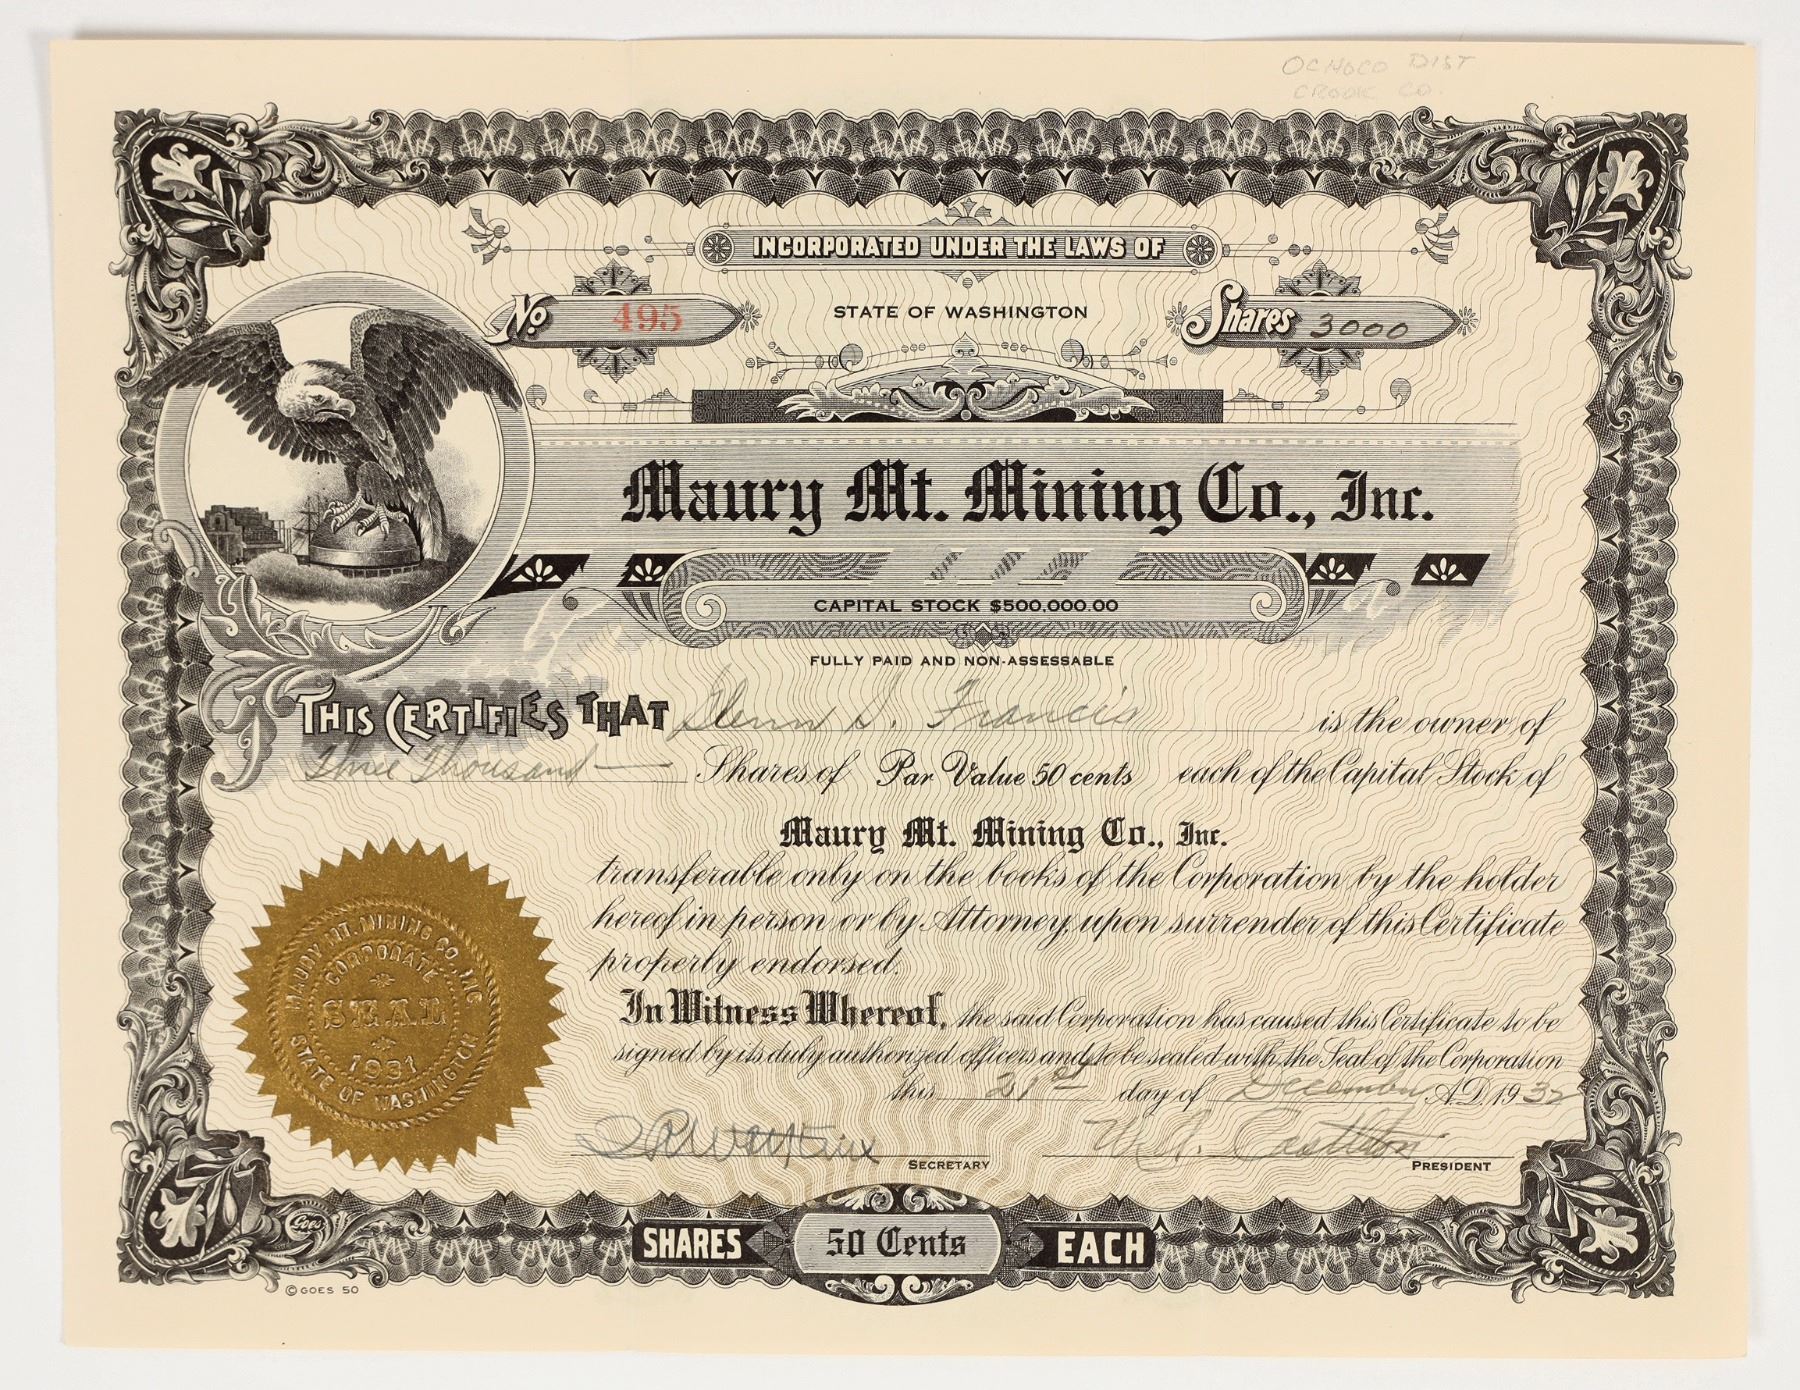 OCHOCO DIST
CROOK CO.
INCORPORATED UNDER THE LAWS OF
No 495
STATE OF WASHINGTON
Shares 3000
Maury Mt. Mining Co., Inc.
CAPITAL STOCK $500,000.00
FULLY PAID AND NON-ASSESSABLE
THIS CERTIFIES THAT Glenn S. Francis is the owner of
Three Thousand Shares of Par Value 50 cents each of the Capital Stock of
Maury Mt. Mining Co., Inc.
transferable only on the books of the Corporation by the holder
hereof in person or by Attorney, upon surrender of this Certificate
properly endorsed.
In Witness Whereof, the said Corporation has caused this Certificate to be
signed by its duly authorized officers and to be sealed with the Seal of the Corporation
this 21st day of December A.D. 1932
SECRETARY
PRESIDENT
MAURY MT. MINING CO., INC.
CORPORATE
SEAL
1931
STATE OF WASHINGTON
Goes
SHARES 50 Cents EACH
© GOES 50